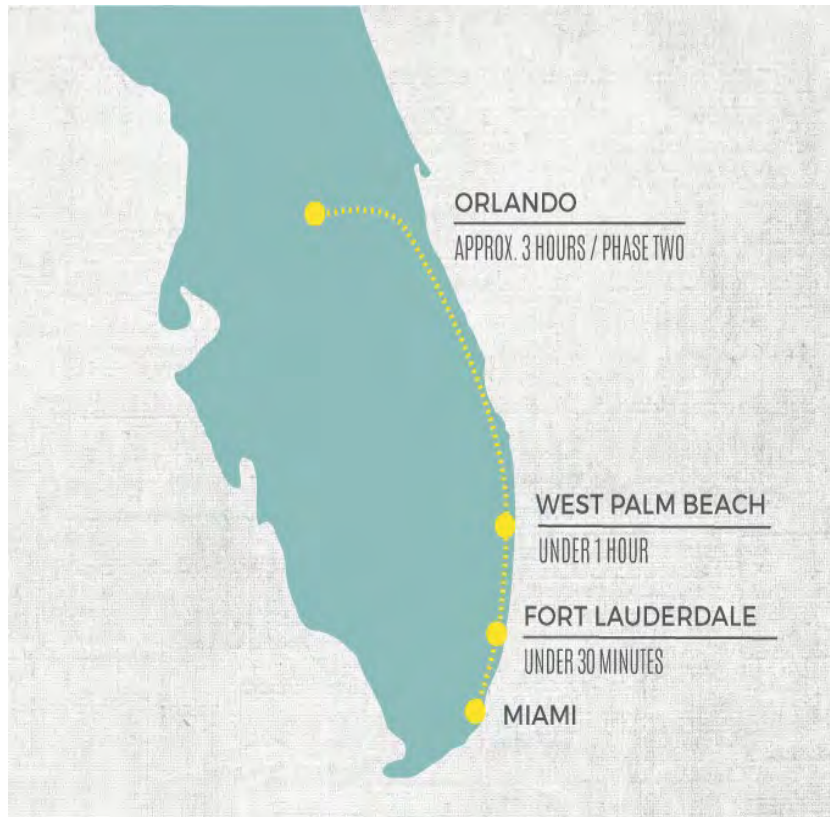 ORLANDO
APPROX. 3 HOURS / PHASE TWO
WEST PALM BEACH
UNDER 1 HOUR
FORT LAUDERDALE
UNDER 30 MINUTES
MIAMI